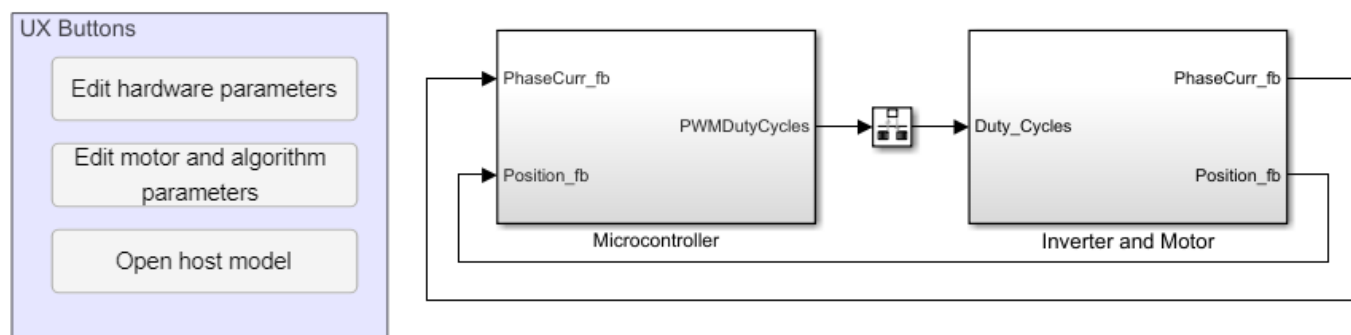 UX Buttons
Edit hardware parameters
Edit motor and algorithm
parameters
Open host model
PhaseCurr_fb
PWMDutyCycles
Position_fb
Microcontroller
PhaseCurr_fb
Duty_Cycles
Position_fb
Inverter and Motor